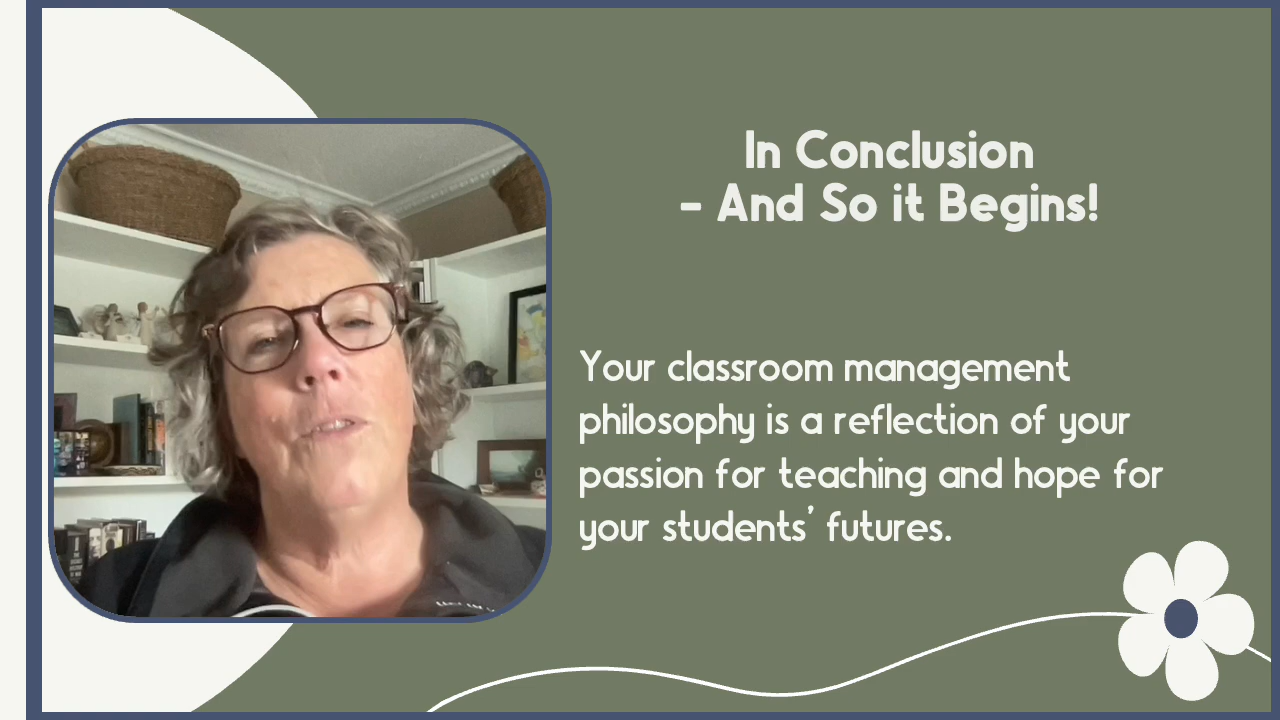 In Conclusion
- And So it Begins!
Your classroom management
philosophy is a reflection of your
passion for teaching and hope for
your students' futures.